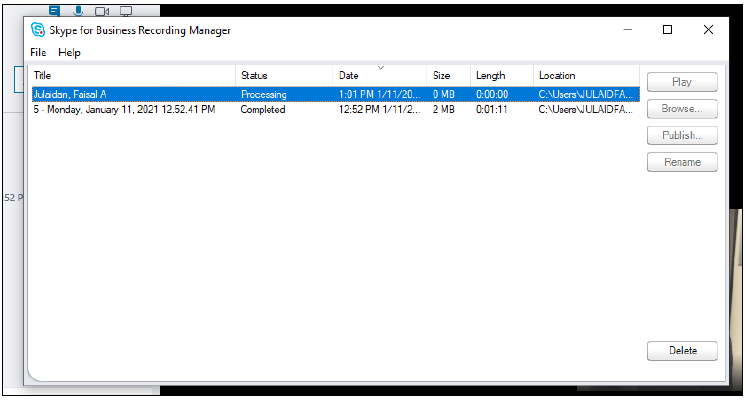 Skype for Business Recording Manager
File Help
Title Status Date Size Length Location
Julaidan, Faisal A Processing 1:01 PM 1/11/20... 0 MB 0:00:00 C:\Users\JULAIDFA...
5 - Monday, January 11, 2021 12.52.41 PM Completed 12:52 PM 1/11/2... 2 MB 0:01:11 C:\Users\JULAIDFA...
Play
Browse...
Publish...
Rename
52 P
Delete